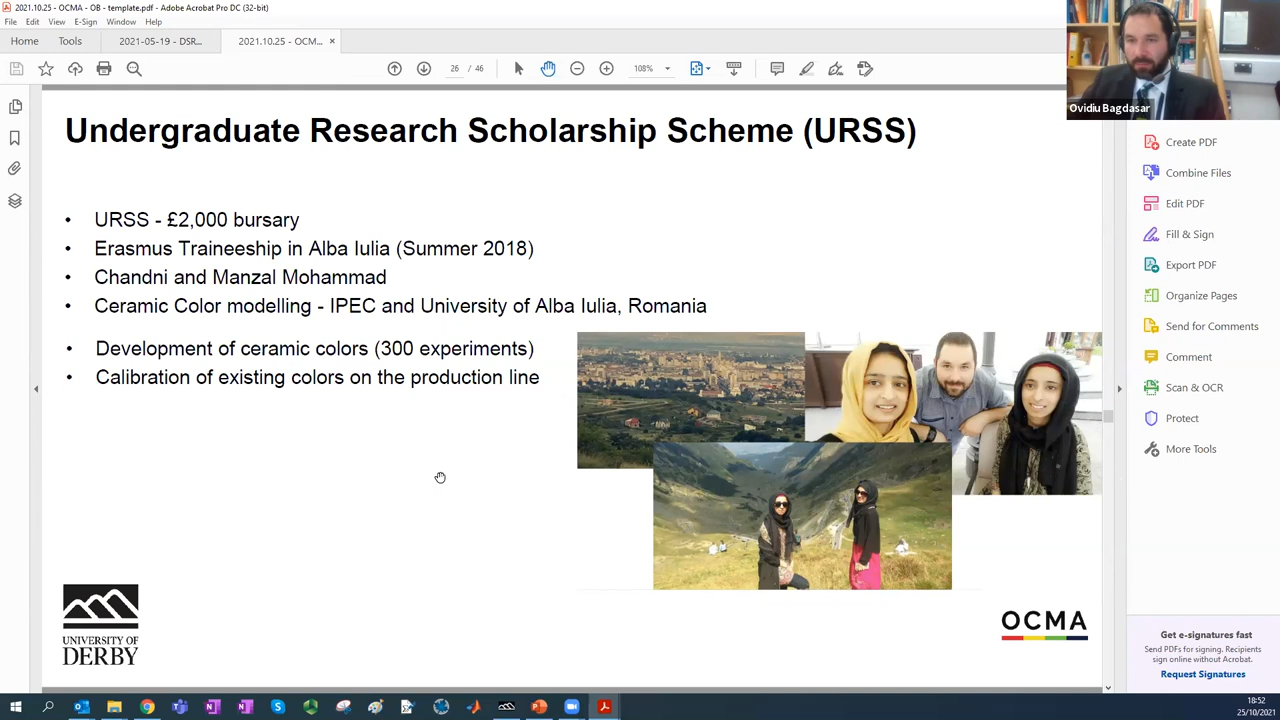 2021.10.25 - OCMA - OB - template.pdf - Adobe Acrobat Pro DC (32-bit)
File Edit View E-Sign Window Help
Home Tools 2021-05-19 - DSR... 2021.10.25 - OCM... ×
26 / 46 108%
Ovidiu Bagdasar
Undergraduate Research Scholarship Scheme (URSS)
• URSS - £2,000 bursary
• Erasmus Traineeship in Alba Iulia (Summer 2018)
• Chandni and Manzal Mohammad
• Ceramic Color modelling - IPEC and University of Alba Iulia, Romania
• Development of ceramic colors (300 experiments)
• Calibration of existing colors on the production line
UNIVERSITY OF
DERBY
OCMA
Create PDF
Combine Files
Edit PDF
Fill & Sign
Export PDF
Organize Pages
Send for Comments
Comment
Scan & OCR
Protect
More Tools
Get e-signatures fast
Send PDFs for signing. Recipients
sign online without Acrobat.
Request Signatures
18:52
25/10/2021